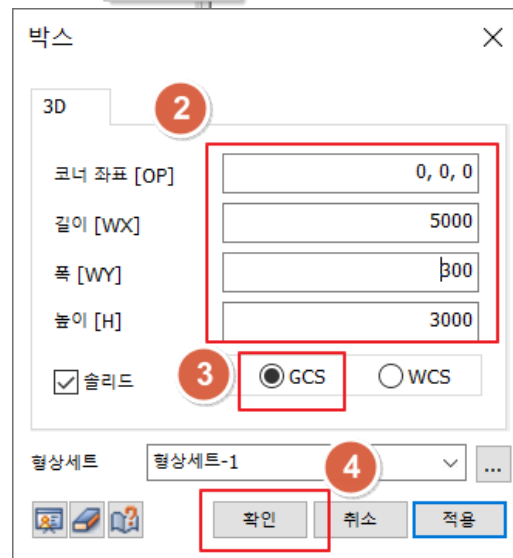 박스
3D
2
코너 좌표 [OP] 0, 0, 0
길이 [WX] 5000
폭 [WY] 300
높이 [H] 3000
솔리드 3 GCS WCS
형상세트 형상세트-1 4 ...
확인 취소 적용